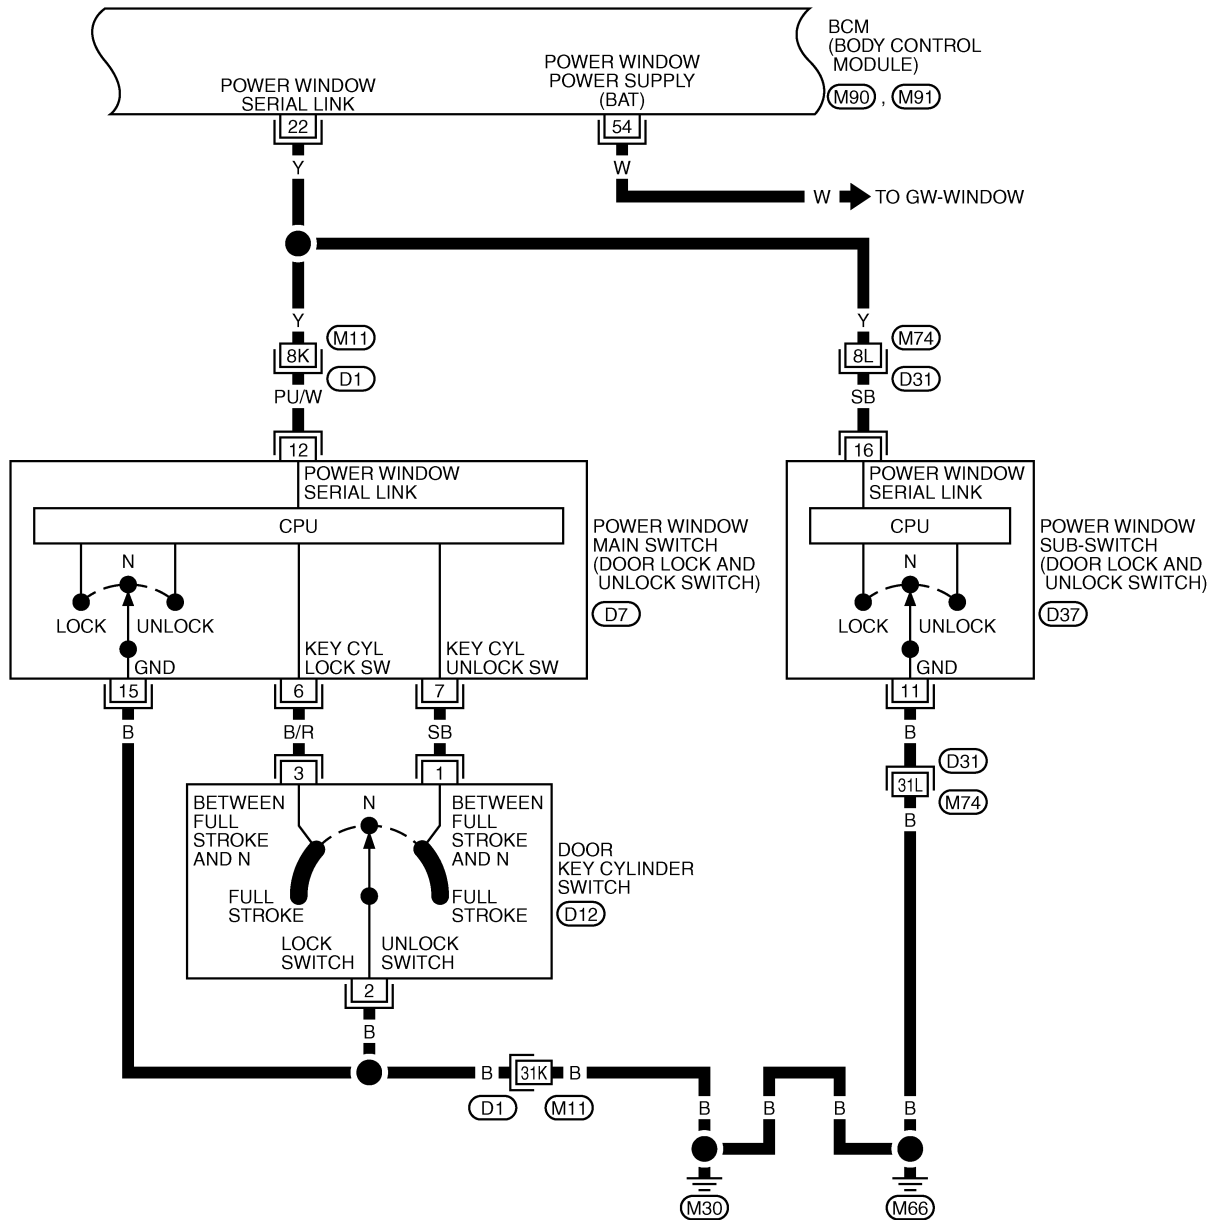 BCM
(BODY CONTROL
MODULE)
M90 , M91
POWER WINDOW
SERIAL LINK
POWER WINDOW
POWER SUPPLY
(BAT)
22
54
Y
W
W
TO GW-WINDOW
Y
Y
8K
M11
D1
8L
M74
D31
PU/W
SB
12
16
POWER WINDOW
SERIAL LINK
CPU
N
LOCK
UNLOCK
GND
KEY CYL
LOCK SW
KEY CYL
UNLOCK SW
POWER WINDOW
MAIN SWITCH
(DOOR LOCK AND
UNLOCK SWITCH)
D7
POWER WINDOW
SERIAL LINK
CPU
N
LOCK
UNLOCK
GND
POWER WINDOW
SUB-SWITCH
(DOOR LOCK AND
UNLOCK SWITCH)
D37
15
6
7
11
B
B/R
SB
B
3
1
31L
D31
M74
B
BETWEEN
FULL
STROKE
AND N
N
BETWEEN
FULL
STROKE
AND N
FULL
STROKE
FULL
STROKE
LOCK
SWITCH
UNLOCK
SWITCH
DOOR
KEY CYLINDER
SWITCH
D12
2
B
B
31K
B
D1
M11
B
B
B
B
M30
M66